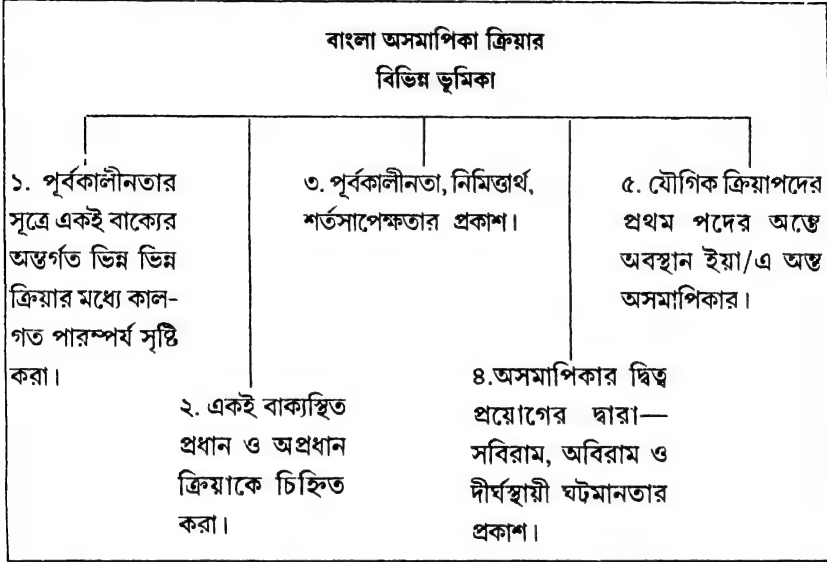 বাংলা অসমাপিকা ক্রিয়ার
বিভিন্ন ভূমিকা
১. পূর্বকালীনতার
সূত্রে একই বাক্যের
অন্তর্গত ভিন্ন ভিন্ন
ক্রিয়ার মধ্যে কাল-
গত পারম্পর্য সৃষ্টি
করা।
২. একই বাক্যস্থিত
প্রধান ও অপ্রধান
ক্রিয়াকে চিহ্নিত
করা।
৩. পূর্বকালীনতা, নিমিত্তার্থ,
শর্তসাপেক্ষতার প্রকাশ।
৪.অসমাপিকার দ্বিত্ব
প্রয়োগের দ্বারা—
সবিরাম, অবিরাম ও
দীর্ঘস্থায়ী ঘটমানতার
প্রকাশ।
৫. যৌগিক ক্রিয়াপদের
প্রথম পদের অন্তে
অবস্থান ইয়া/এ অন্ত
অসমাপিকার।